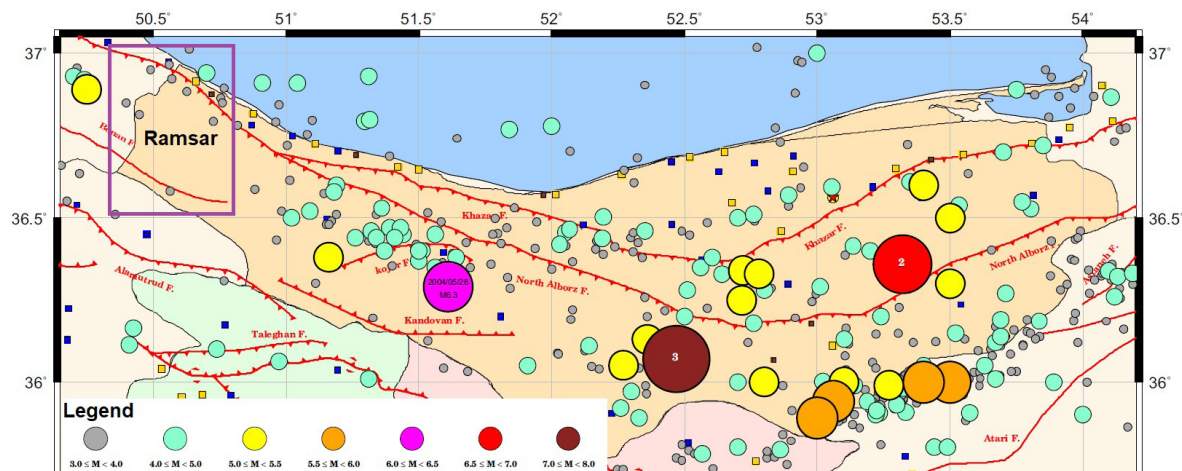 50.5° 51° 51.5° 52° 52.5° 53° 53.5° 54°
37° 37°
Banan F.
Ramsar
36.5° 36.5°
Khazar F.
Khazar F.
2
North Alborz F.
2004/05/28
M6.3
North Alborz F.
Alamutrud F.
Kandovan F.
Taleghan F.
3
36° 36°
Legend
Atari F.
3.0 ≤ M < 4.0 4.0 ≤ M < 5.0 5.0 ≤ M < 5.5 5.5 ≤ M < 6.0 6.0 ≤ M < 6.5 6.5 ≤ M < 7.0 7.0 ≤ M < 8.0